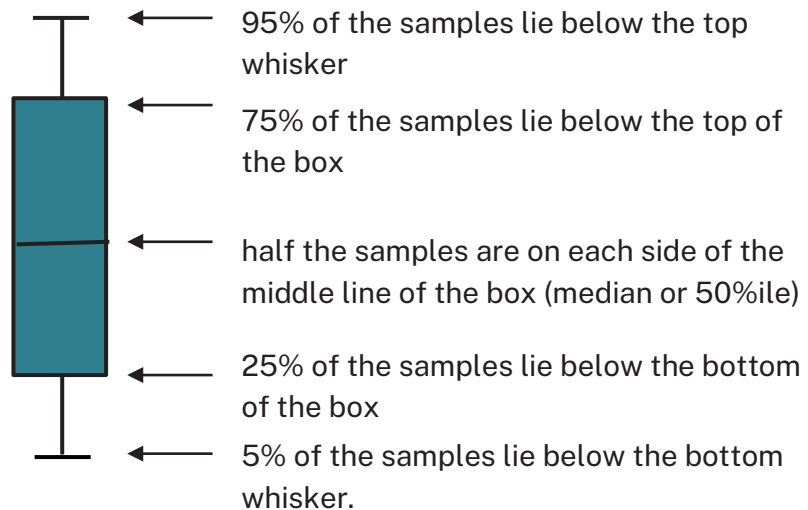 95% of the samples lie below the top
whisker
75% of the samples lie below the top of
the box
half the samples are on each side of the
middle line of the box (median or 50%ile)
25% of the samples lie below the bottom
of the box
5% of the samples lie below the bottom
whisker.